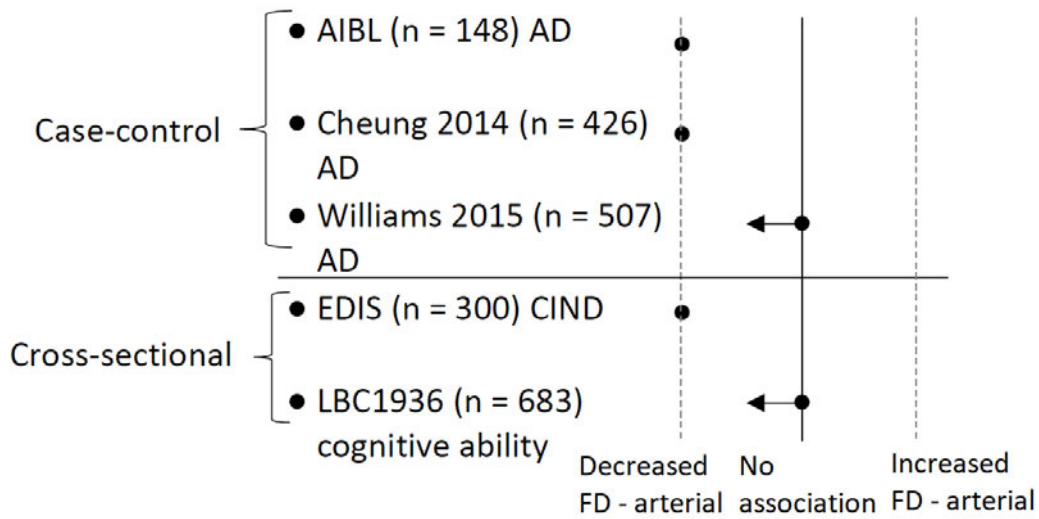 AIBL (n = 148) AD
Case-control
Cheung 2014 (n = 426)
AD
Williams 2015 (n = 507)
AD
EDIS (n = 300) CIND
Cross-sectional
LBC1936 (n = 683)
cognitive ability
Decreased
FD - arterial
No
association
Increased
FD - arterial